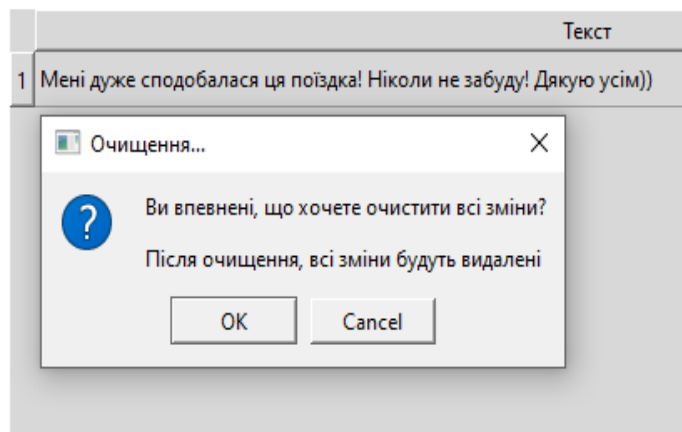 Текст
1 Мені дуже сподобалася ця поїздка! Ніколи не забуду! Дякую усім))
Очищення...
Ви впевнені, що хочете очистити всі зміни?
Після очищення, всі зміни будуть видалені
OK Cancel